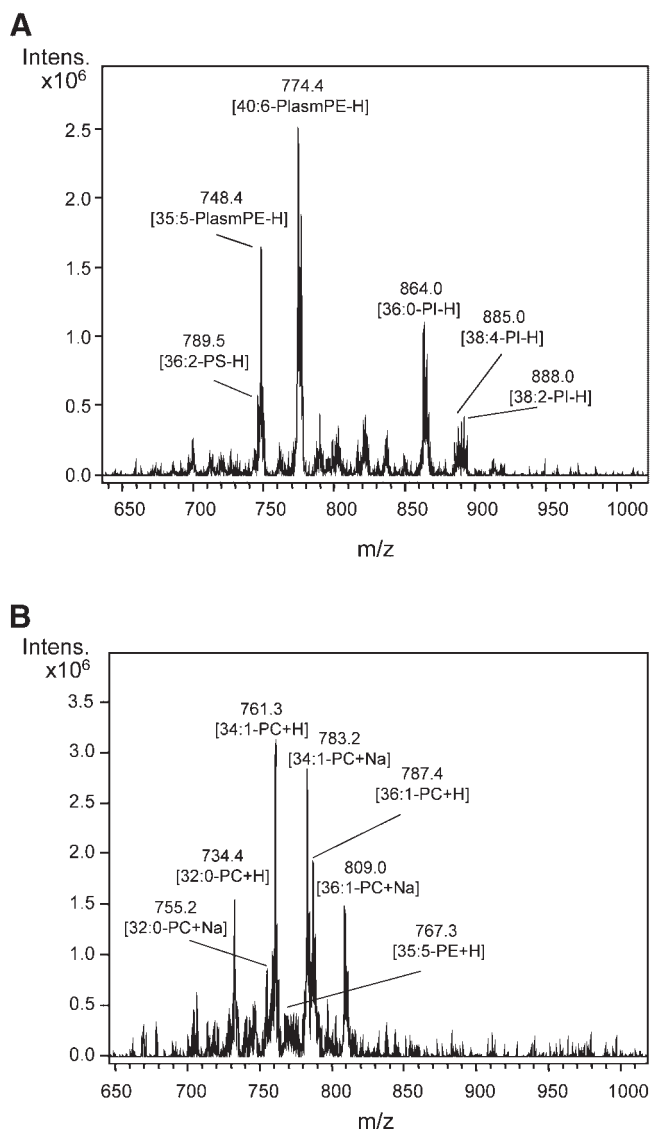 A
Intens.
x10⁶
774.4
[40:6-PlasmPE-H]
2.5
748.4
[35:5-PlasmPE-H]
2.0
1.5
864.0
[36:0-PI-H]
885.0
[38:4-PI-H]
789.5
[36:2-PS-H]
1.0
888.0
[38:2-PI-H]
0.5
0.0
650 700 750 800 850 900 950 1000
m/z
B
Intens.
x10⁶
3.5
761.3
[34:1-PC+H]
783.2
[34:1-PC+Na]
3.0
787.4
[36:1-PC+H]
2.5
2.0
734.4
[32:0-PC+H]
809.0
[36:1-PC+Na]
1.5
755.2
[32:0-PC+Na]
767.3
[35:5-PE+H]
1.0
0.5
0.0
650 700 750 800 850 900 950 1000
m/z